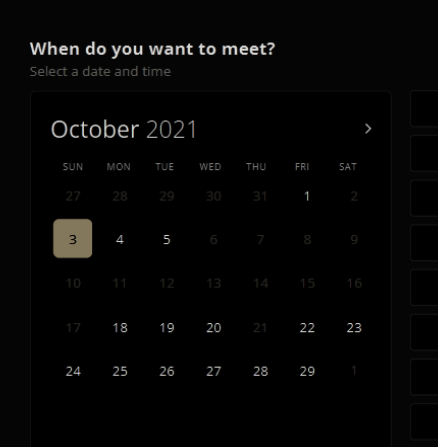 When do you want to meet?
Select a date and time
October 2021
SUN MON TUE WED THU FRI SAT
27 28 29 30 31 1 2
3 4 5 6 7 8 9
10 11 12 13 14 15 16
17 18 19 20 21 22 23
24 25 26 27 28 29 1